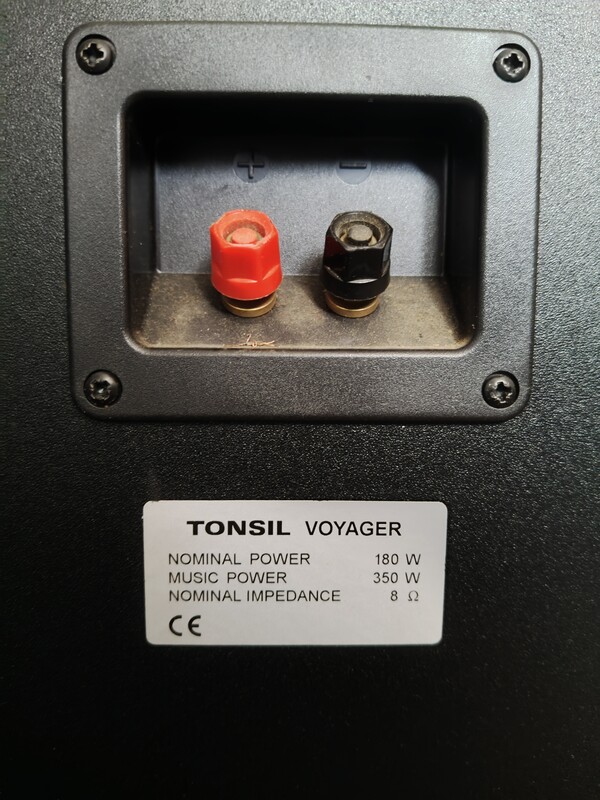 + −
TONSIL VOYAGER
NOMINAL POWER 180 W
MUSIC POWER 350 W
NOMINAL IMPEDANCE 8 Ω
CE